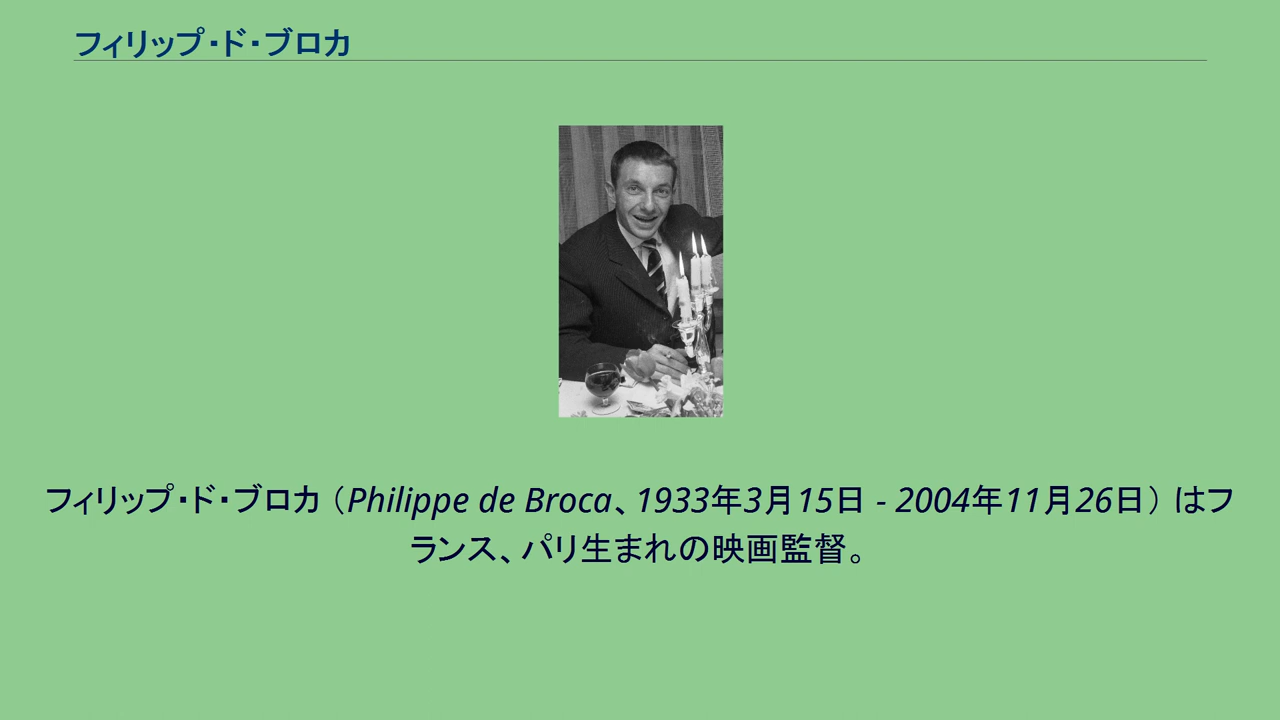 フィリップ・ド・ブロカ
フィリップ・ド・ブロカ（Philippe de Broca、1933年3月15日 - 2004年11月26日）はフ
ランス、パリ生まれの映画監督。